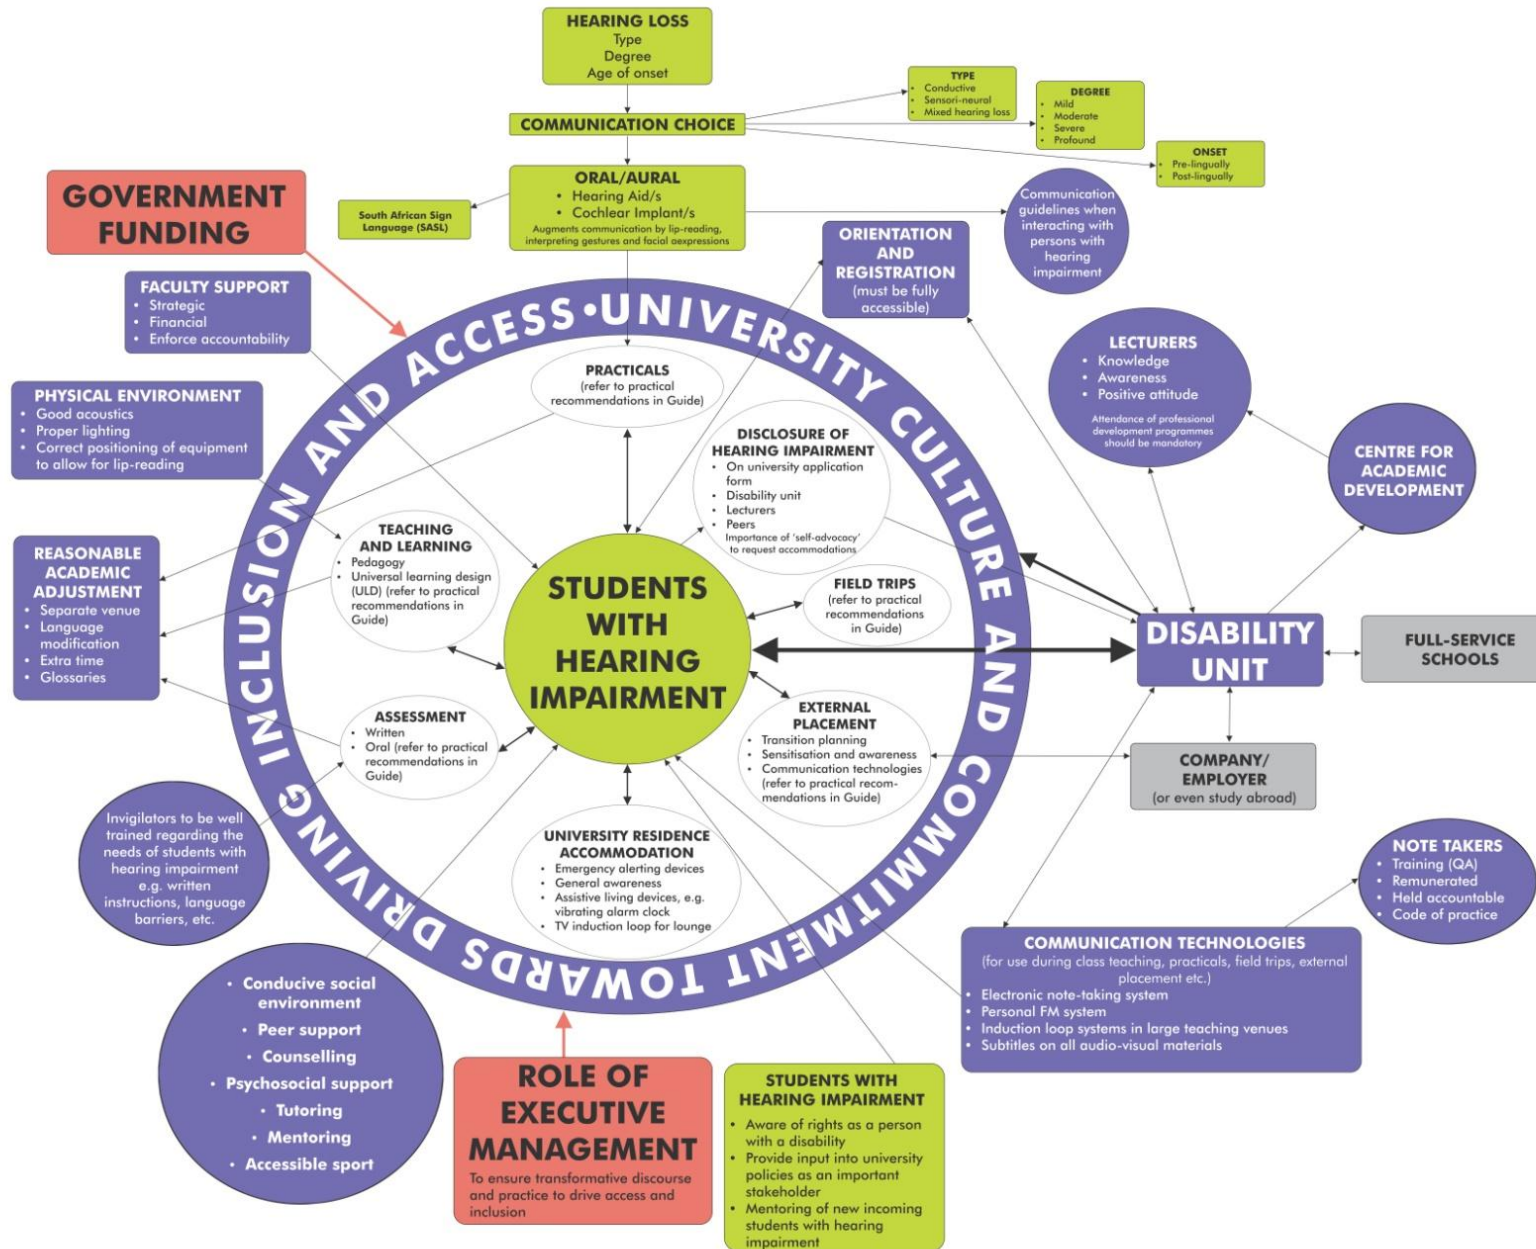 HEARING LOSS
Type
Degree
Age of onset
TYPE
• Conductive
• Sensori-neural
• Mixed hearing loss
DEGREE
• Mild
• Moderate
• Severe
• Profound
ONSET
• Pre-lingually
• Post-lingually
COMMUNICATION CHOICE
ORAL/AURAL
• Hearing Aid/s
• Cochlear Implant/s
Augments communication by lip-reading,
interpreting gestures and facial aexpressions
South African Sign
Language (SASL)
Communication
guidelines when
interacting with
persons with
hearing
impairment
GOVERNMENT
FUNDING
ORIENTATION
AND
REGISTRATION
(must be fully
accessible)
FACULTY SUPPORT
• Strategic
• Financial
• Enforce accountability
PHYSICAL ENVIRONMENT
• Good acoustics
• Proper lighting
• Correct positioning of equipment
to allow for lip-reading
REASONABLE
ACADEMIC
ADJUSTMENT
• Separate venue
• Language
modification
• Extra time
• Glossaries
UNIVERSITY CULTURE AND COMMITMENT TOWARDS DRIVING INCLUSION AND ACCESS •
PRACTICALS
(refer to practical
recommendations in Guide)
DISCLOSURE OF
HEARING IMPAIRMENT
• On university application
form
• Disability unit
• Lecturers
• Peers
Importance of ‘self-advocacy’
to request accommodations
TEACHING
AND LEARNING
• Pedagogy
• Universal learning design
(ULD) (refer to practical
recommendations in
Guide)
STUDENTS
WITH
HEARING
IMPAIRMENT
FIELD TRIPS
(refer to practical
recommendations
in Guide)
ASSESSMENT
• Written
• Oral (refer to practical
recommendations in
Guide)
EXTERNAL
PLACEMENT
• Transition planning
• Sensitisation and awareness
• Communication technologies
(refer to practical recom-
mendations in Guide)
UNIVERSITY RESIDENCE
ACCOMMODATION
• Emergency alerting devices
• General awareness
• Assistive living devices, e.g.
vibrating alarm clock
• TV induction loop for lounge
LECTURERS
• Knowledge
• Awareness
• Positive attitude
Attendance of professional
development programmes
should be mandatory
CENTRE FOR
ACADEMIC
DEVELOPMENT
DISABILITY
UNIT
FULL-SERVICE
SCHOOLS
COMPANY/
EMPLOYER
(or even study abroad)
Invigilators to be well
trained regarding the
needs of students with
hearing impairment
e.g. written
instructions, language
barriers, etc.
NOTE TAKERS
• Training (QA)
• Remunerated
• Held accountable
• Code of practice
COMMUNICATION TECHNOLOGIES
(for use during class teaching, practicals, field trips, external
placement etc.)
• Electronic note-taking system
• Personal FM system
• Induction loop systems in large teaching venues
• Subtitles on all audio-visual materials
• Conducive social
environment
• Peer support
• Counselling
• Psychosocial support
• Tutoring
• Mentoring
• Accessible sport
ROLE OF
EXECUTIVE
MANAGEMENT
To ensure transformative discourse
and practice to drive access and
inclusion
STUDENTS WITH
HEARING IMPAIRMENT
• Aware of rights as a person
with a disability
• Provide input into university
policies as an important
stakeholder
• Mentoring of new incoming
students with hearing
impairment